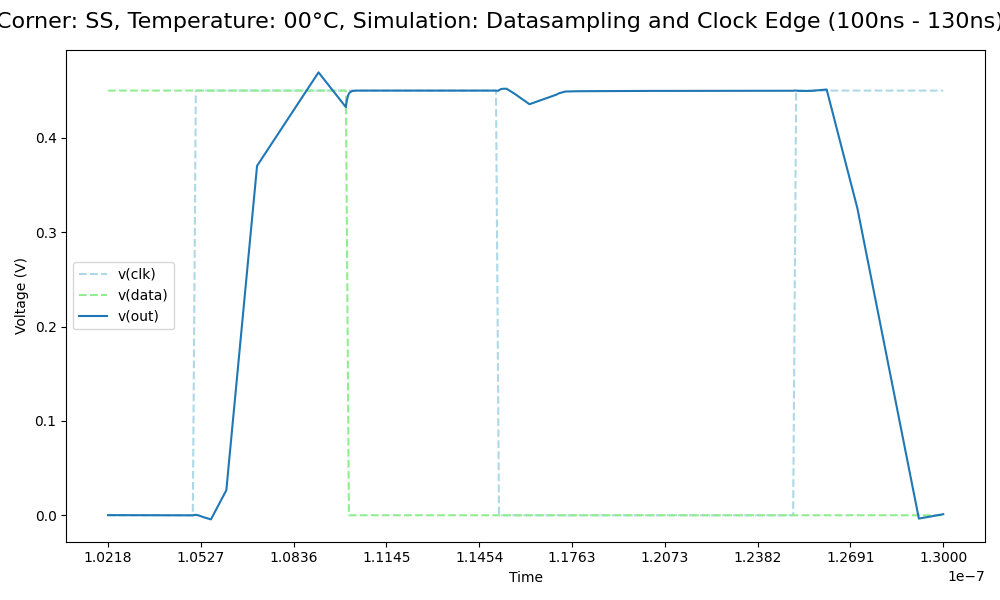 Corner: SS, Temperature: 00°C, Simulation: Datasampling and Clock Edge (100ns - 130ns)
0.4
0.3
0.2
0.1
0.0
Voltage (V)
v(clk)
v(data)
v(out)
1.0218 1.0527 1.0836 1.1145 1.1454 1.1763 1.2073 1.2382 1.2691 1.3000
1e−7
Time